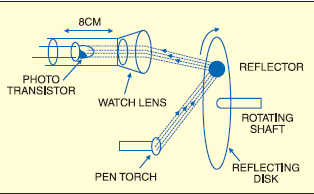 8CM
PHOTO
TRANSISTOR
WATCH LENS
REFLECTOR
ROTATING
SHAFT
PEN TORCH
REFLECTING
DISK